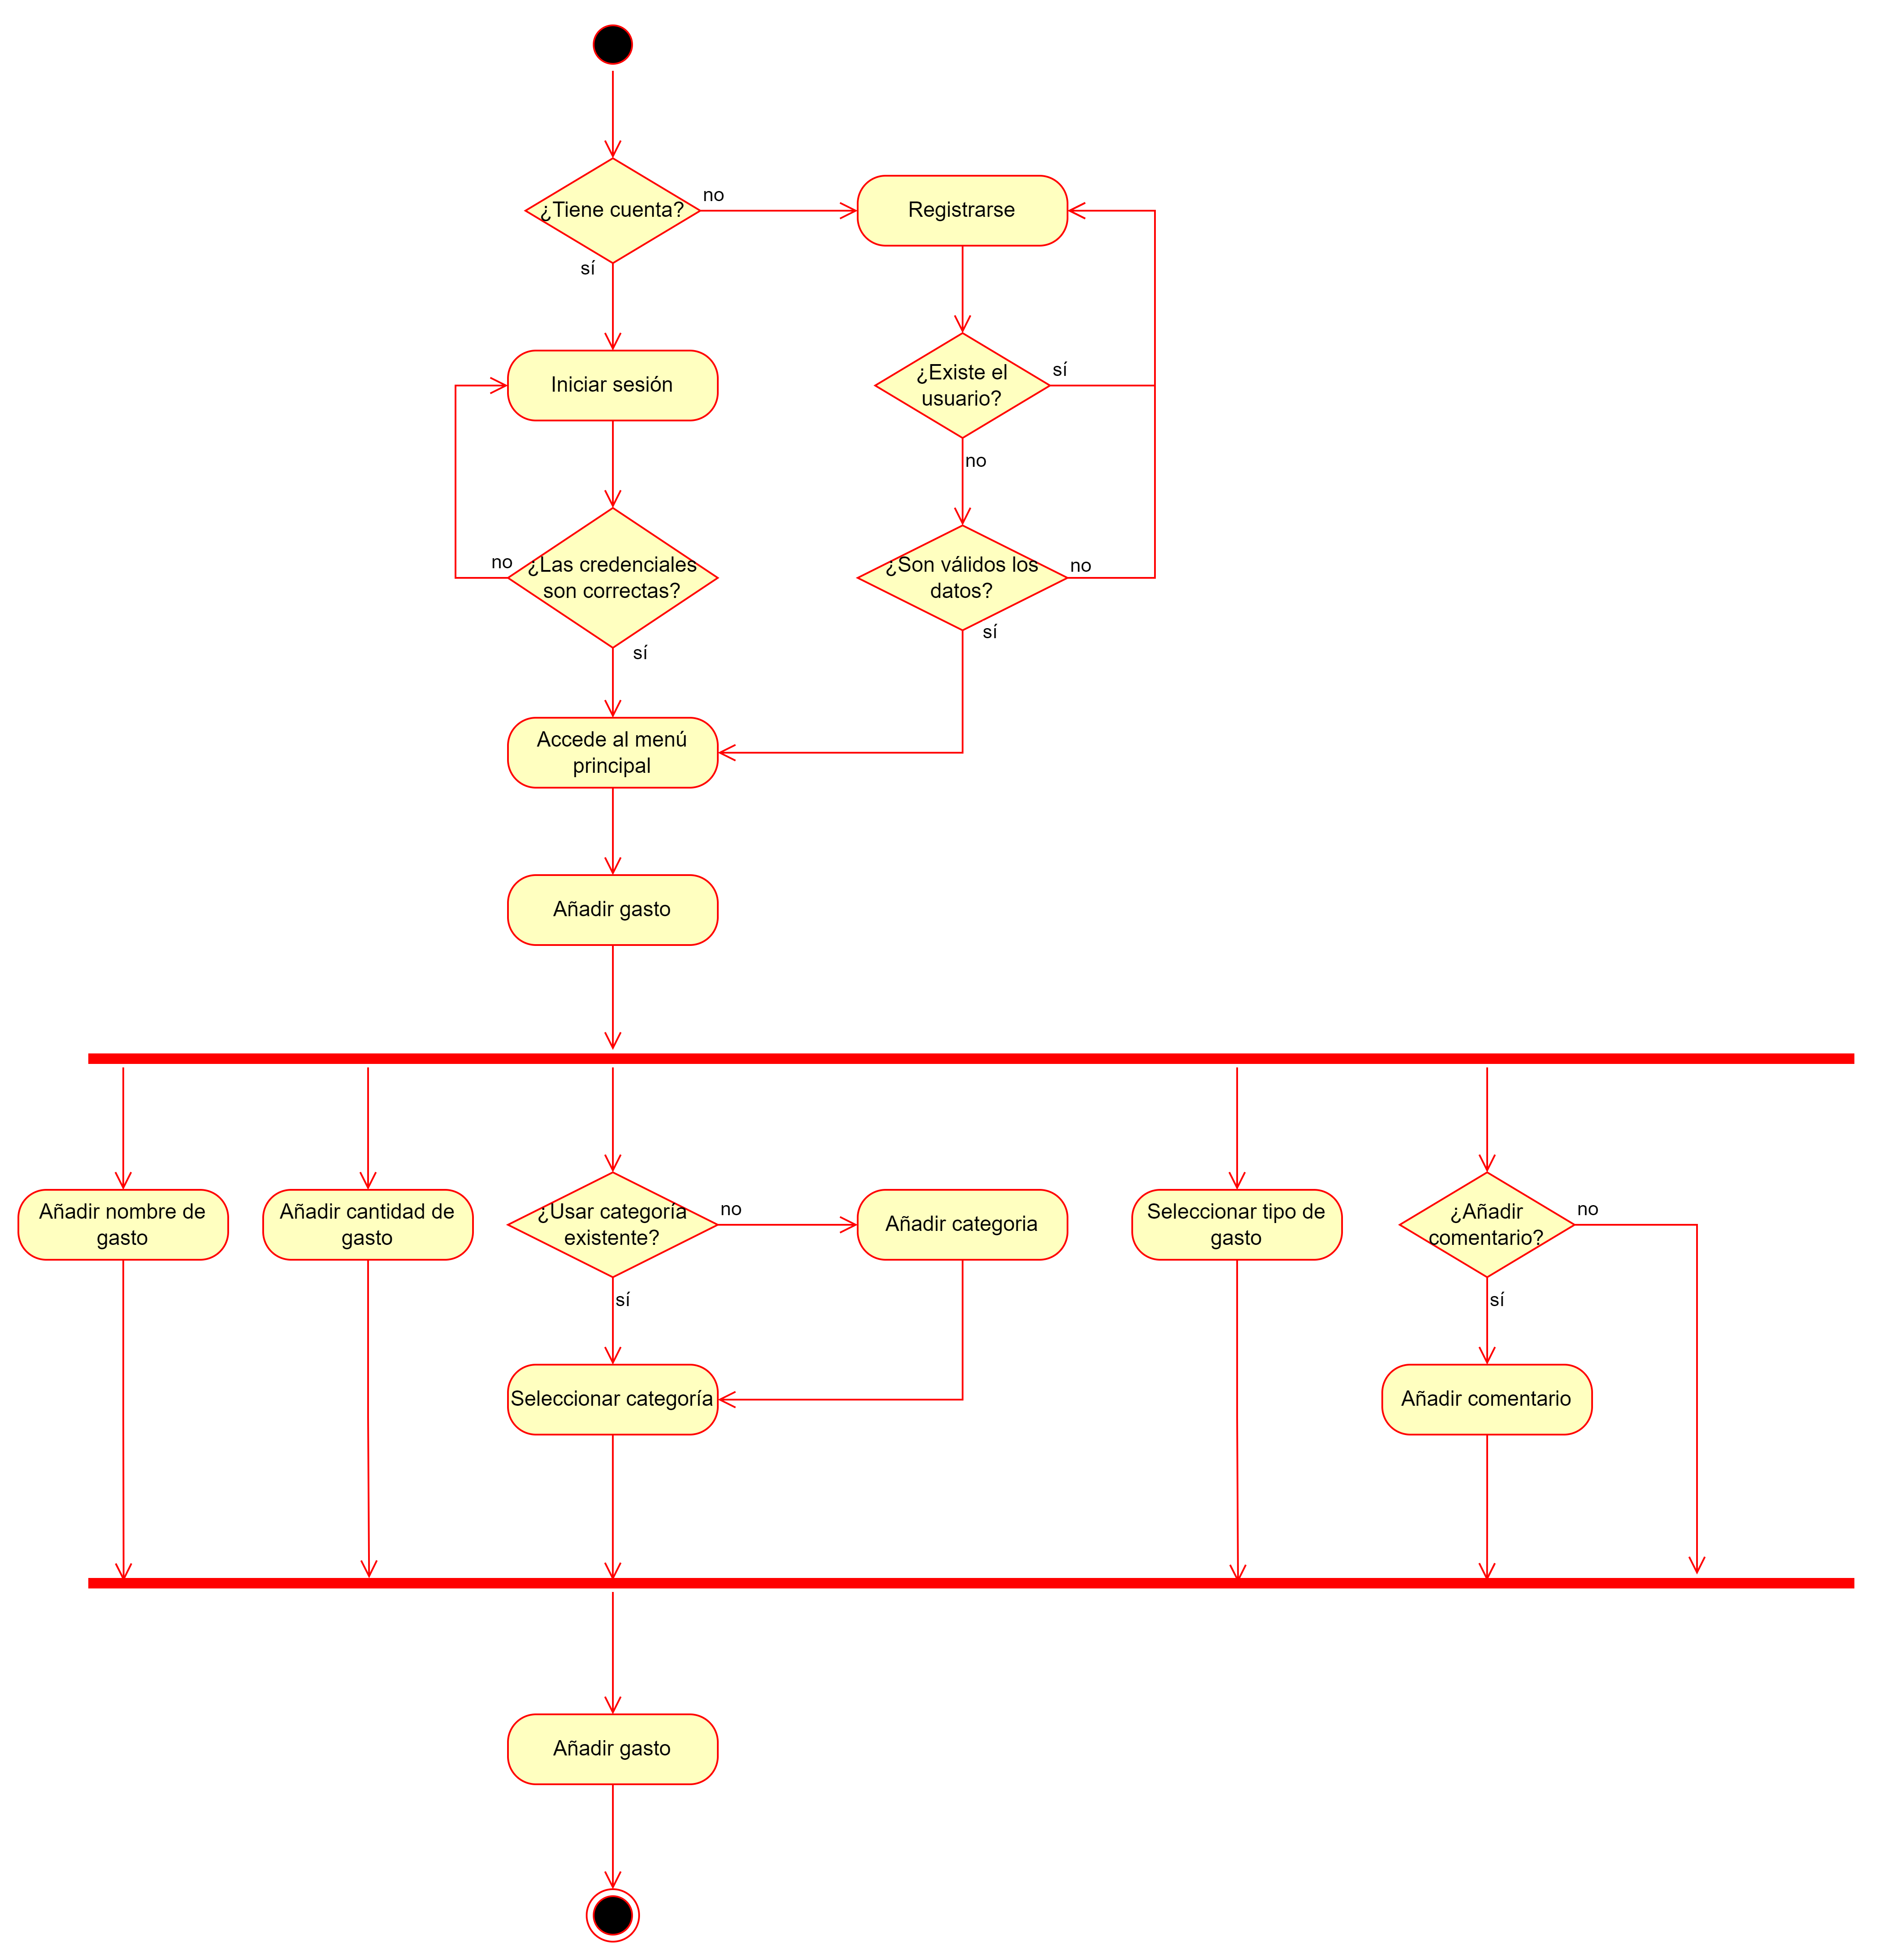 ¿Tiene cuenta?
no
Registrarse
sí
Iniciar sesión
¿Existe el
usuario?
sí
no
no
¿Las credenciales
son correctas?
¿Son válidos los
datos?
no
sí
sí
Accede al menú
principal
Añadir gasto
Añadir nombre de
gasto
Añadir cantidad de
gasto
¿Usar categoría
existente?
no
Añadir categoria
Seleccionar tipo de
gasto
¿Añadir
comentario?
no
sí
sí
Seleccionar categoría
Añadir comentario
Añadir gasto